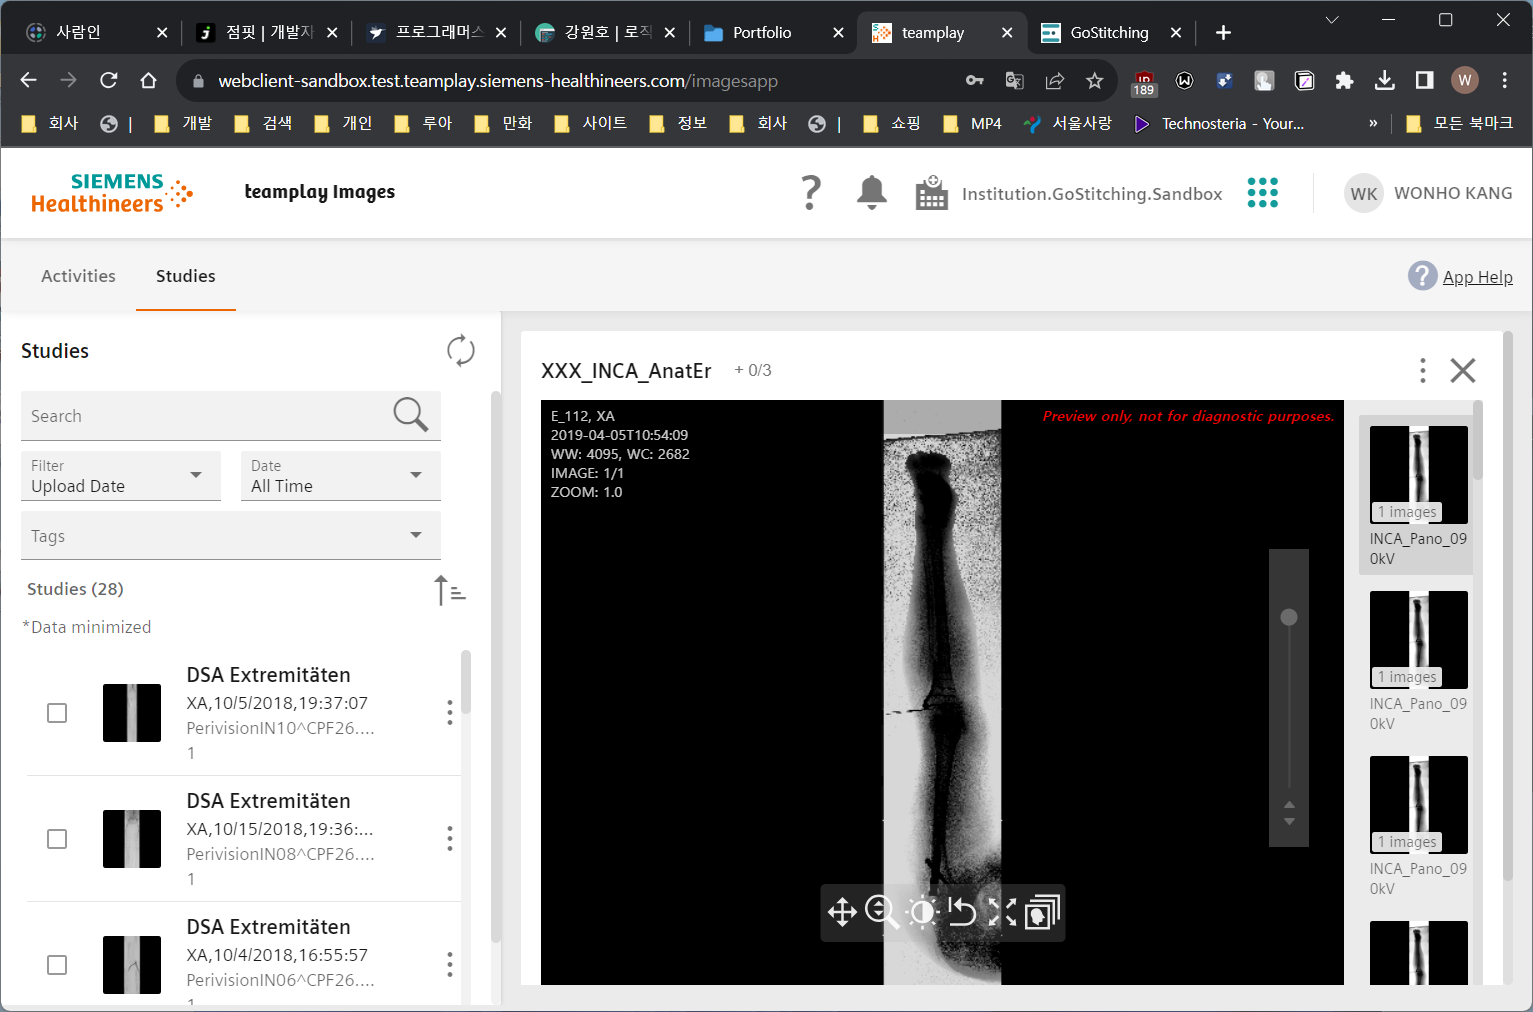 사람인
점핏 | 개발자
프로그래머스
강원호 | 로직
Portfolio
teamplay
GoStitching
webclient-sandbox.test.teamplay.siemens-healthineers.com/imagesapp
189
W
회사
|
개발
검색
개인
루아
만화
사이트
정보
회사
|
쇼핑
MP4
서울사랑
Technosteria - Your...
»
모든 북마크
SIEMENS
Healthineers
teamplay Images
Institution.GoStitching.Sandbox
WK
WONHO KANG
Activities
Studies
App Help
Studies
Search
Filter
Upload Date
Date
All Time
Tags
Studies (28)
*Data minimized
DSA Extremitäten
XA,10/5/2018,19:37:07
PerivisionIN10^CPF26....
1
DSA Extremitäten
XA,10/15/2018,19:36:...
PerivisionIN08^CPF26....
1
DSA Extremitäten
XA,10/4/2018,16:55:57
PerivisionIN06^CPF26....
1
XXX_INCA_AnatEr
+ 0/3
E_112, XA
2019-04-05T10:54:09
WW: 4095, WC: 2682
IMAGE: 1/1
ZOOM: 1.0
Preview only, not for diagnostic purposes.
1 images
INCA_Pano_09
0kV
1 images
INCA_Pano_09
0kV
1 images
INCA_Pano_09
0kV